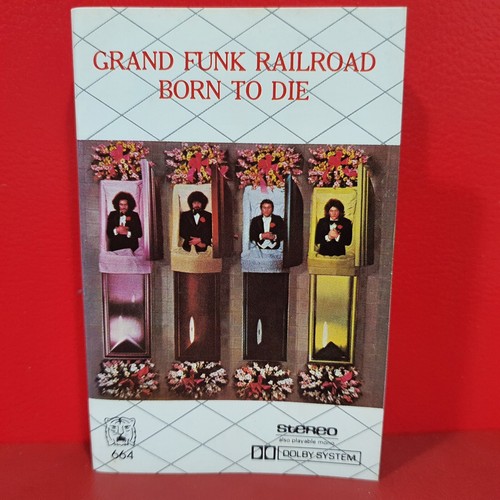 GRAND FUNK RAILROAD
BORN TO DIE
664
stereo
also playable mono
DOLBY SYSTEM